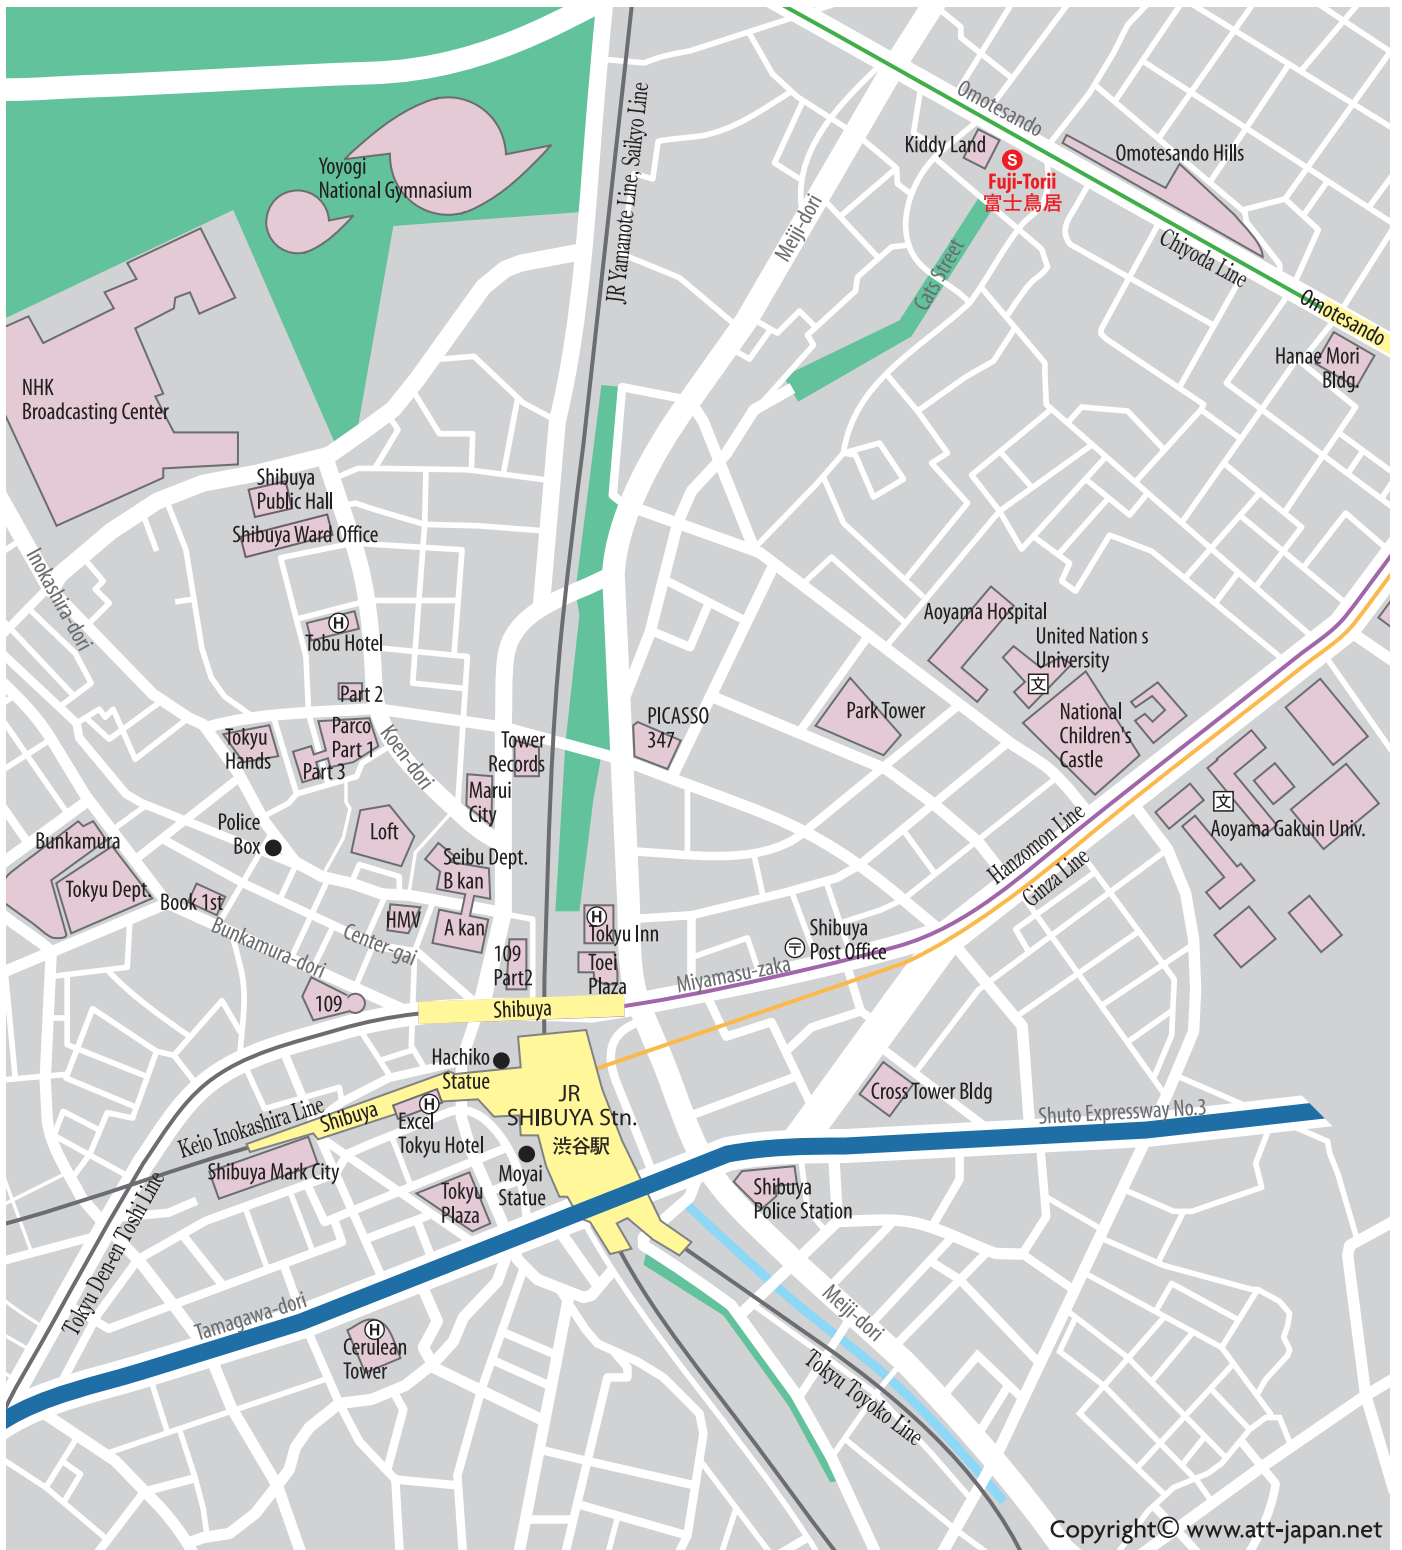 Omotesando
Kiddy Land
S
Fuji-Torii
富士鳥居
Omotesando Hills
Yoyogi
National Gymnasium
JR Yamanote Line, Saikyo Line
Meiji-dori
Cats Street
Chiyoda Line
Omotesando
Hanae Mori
Bldg.
NHK
Broadcasting Center
Shibuya
Public Hall
Shibuya Ward Office
Inokashira-dori
H
Tobu Hotel
Aoyama Hospital
United Nation s
University
文
Part 2
Parco
Part 1
Part 3
Tokyu
Hands
Koen-dori
Tower
Records
Marui
City
PICASSO
347
Park Tower
National
Children's
Castle
文
Aoyama Gakuin Univ.
Hanzomon Line
Ginza Line
Bunkamura
Tokyu Dept.
Police
Box
Loft
Seibu Dept.
B kan
A kan
HMV
Book 1st
Bunkamura-dori
Center-gai
109
Part2
109
H
Tokyu Inn
Toei
Plaza
〒
Shibuya
Post Office
Miyamasu-zaka
Shibuya
Hachiko
Statue
JR
SHIBUYA Stn.
渋谷駅
Cross Tower Bldg
Shuto Expressway No.3
Keio Inokashira Line
Shibuya
H
Excel
Tokyu Hotel
Shibuya Mark City
Moyai
Statue
Tokyu
Plaza
Shibuya
Police Station
Tokyu Den-en Toshi Line
Tamagawa-dori
H
Cerulean
Tower
Meiji-dori
Tokyu Toyoko Line
Copyright© www.att-japan.net